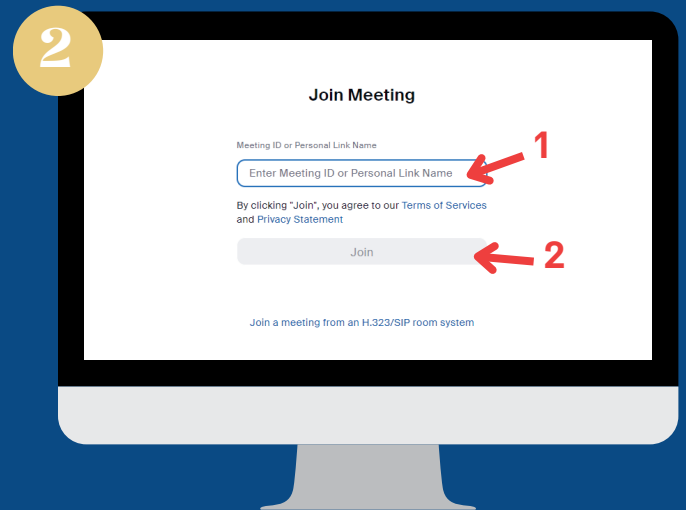 2
Join Meeting
Meeting ID or Personal Link Name
1
Enter Meeting ID or Personal Link Name
By clicking "Join", you agree to our Terms of Services
and Privacy Statement
Join
2
Join a meeting from an H.323/SIP room system